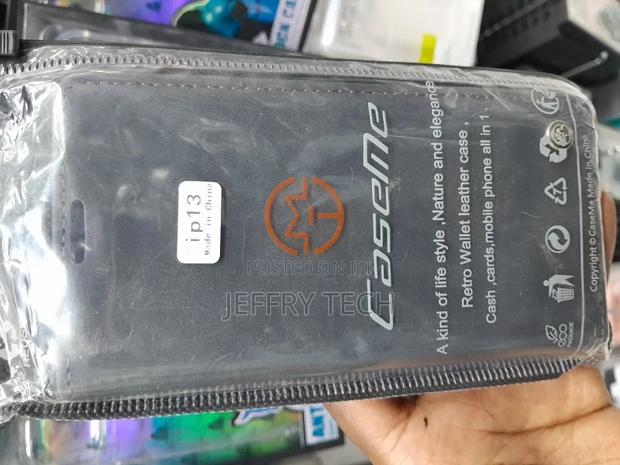 ip13
Made in China
CaseMe
A kind of life style ,Nature and elegance
Retro Wallet leather case ,
Cash ,cards,mobile phone all in 1 .
Copyright © CaseMe Made In China
POSTED ON JIJI
JEFFRY TECH